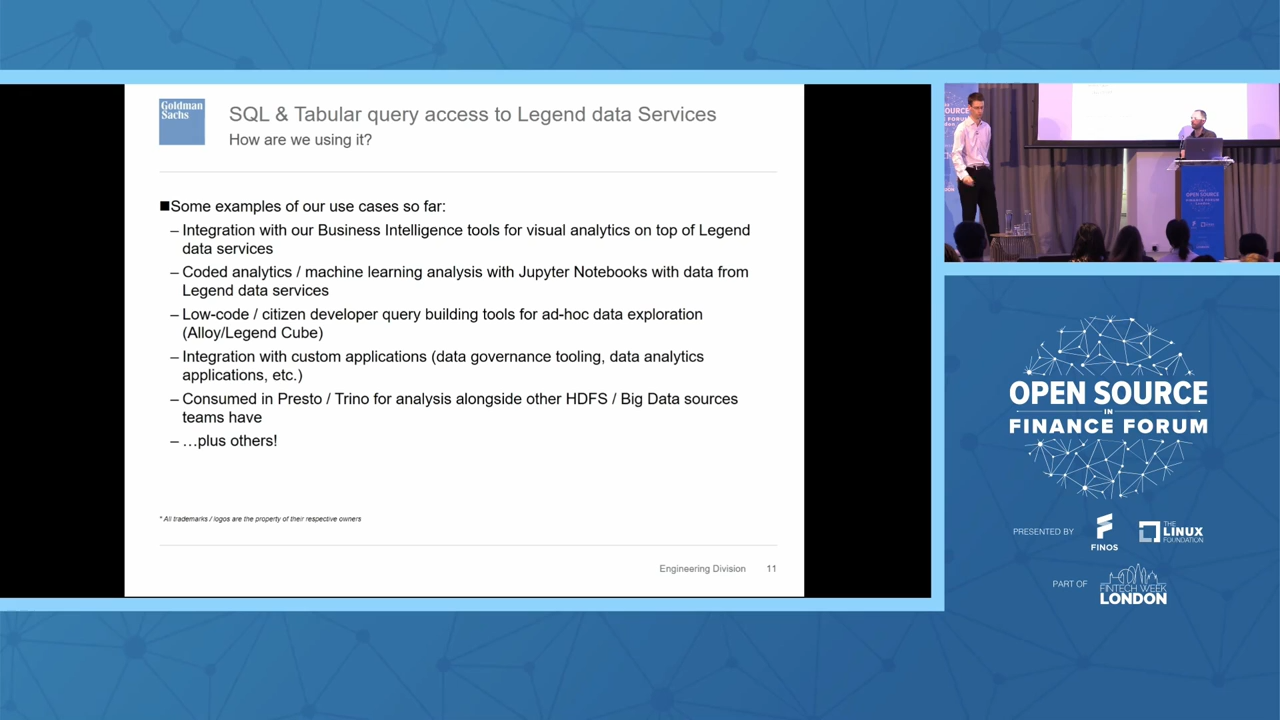 Goldman
Sachs
SQL & Tabular query access to Legend data Services
How are we using it?
■Some examples of our use cases so far:
– Integration with our Business Intelligence tools for visual analytics on top of Legend
data services
– Coded analytics / machine learning analysis with Jupyter Notebooks with data from
Legend data services
– Low-code / citizen developer query building tools for ad-hoc data exploration
(Alloy/Legend Cube)
– Integration with custom applications (data governance tooling, data analytics
applications, etc.)
– Consumed in Presto / Trino for analysis alongside other HDFS / Big Data sources
teams have
– …plus others!
* All trademarks / logos are the property of their respective owners
Engineering Division 11
OPEN SOURCE
FINANCE FORUM
OPEN SOURCE
IN
FINANCE FORUM
PRESENTED BY
FINOS
THE
LINUX
FOUNDATION
PART OF
FINTECH WEEK
LONDON